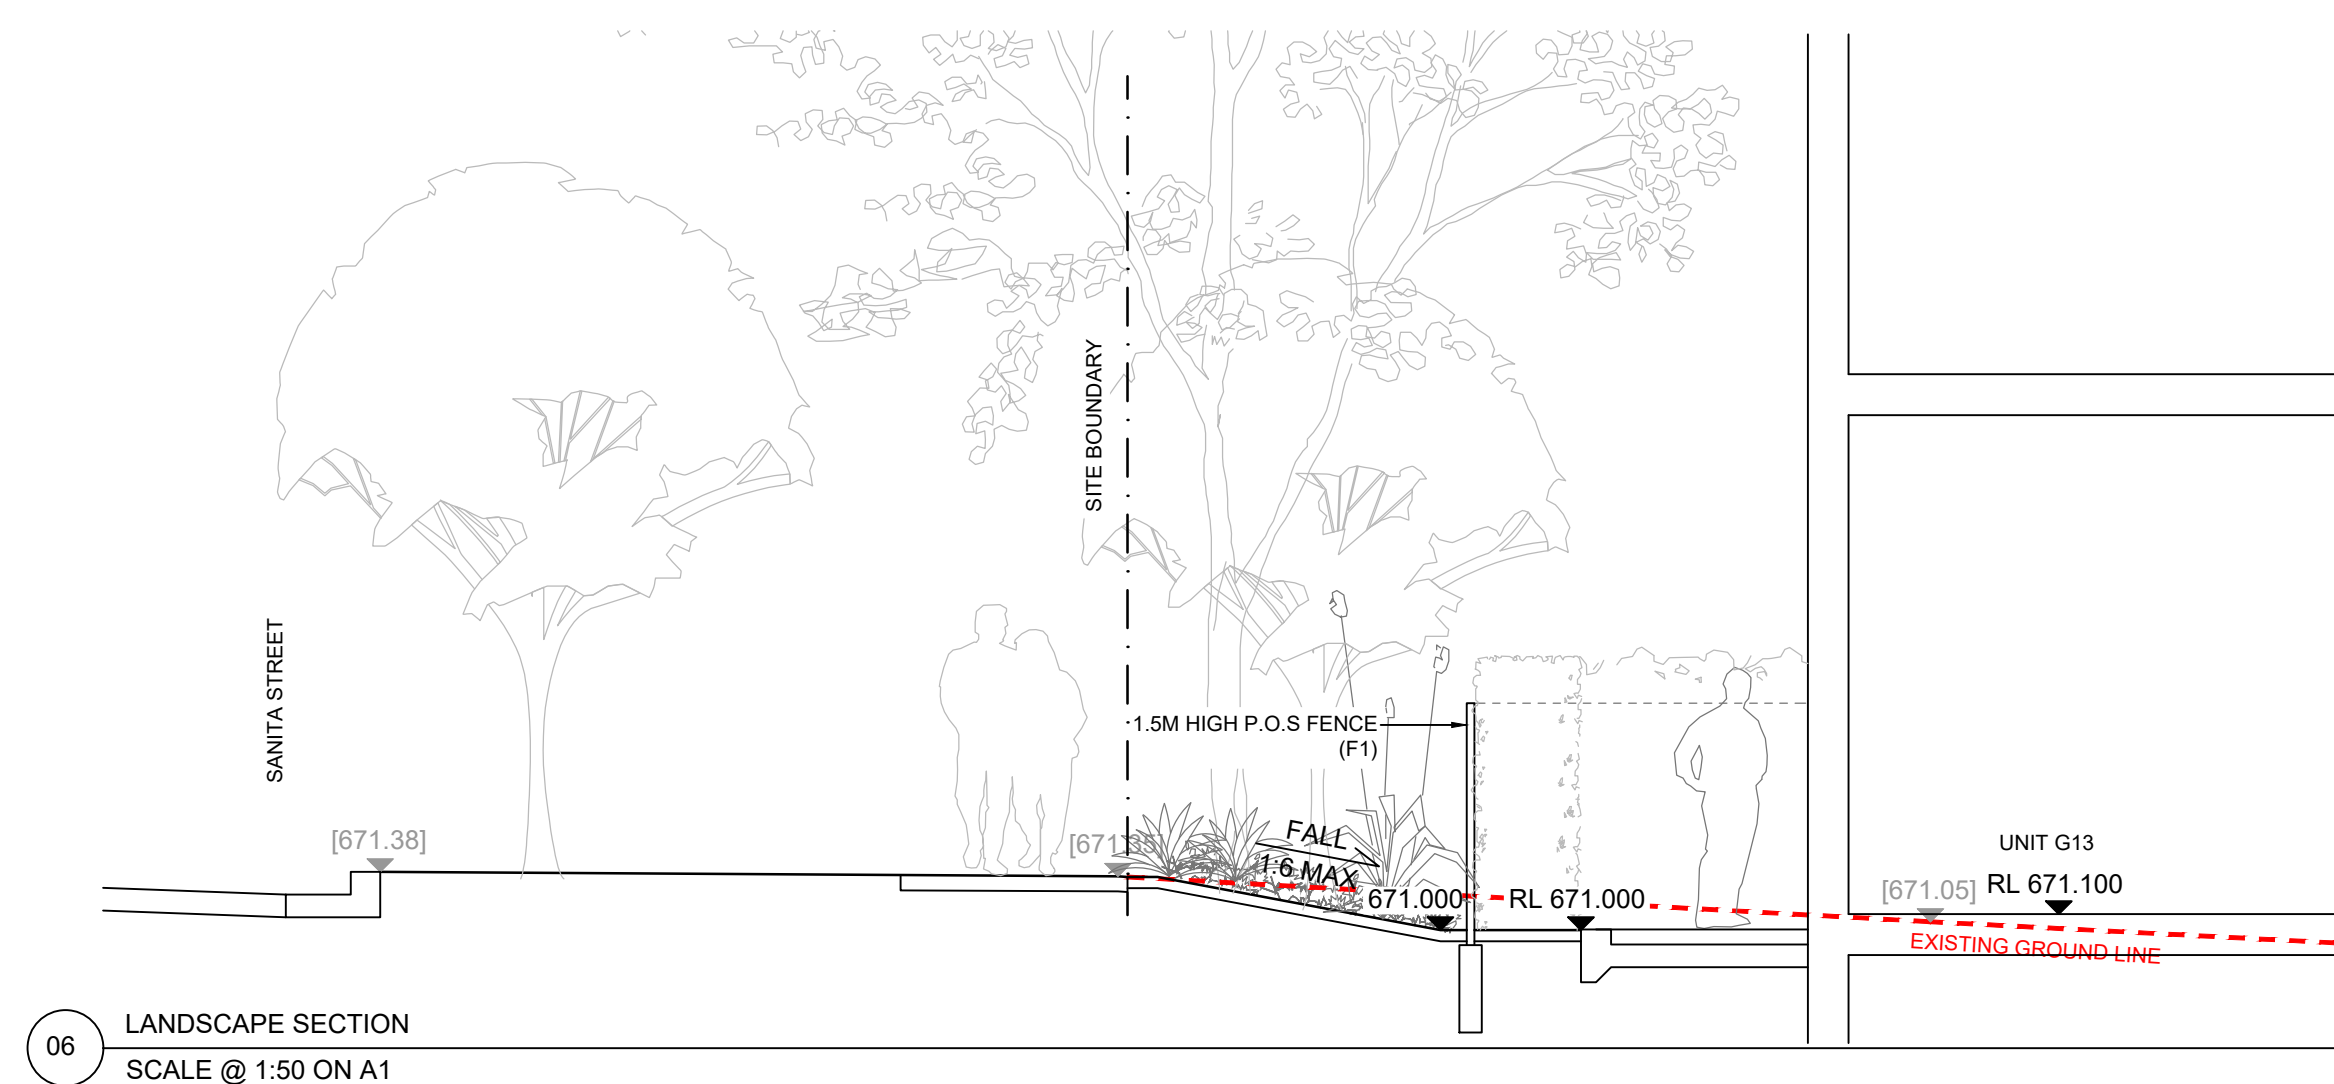 SITE BOUNDARY
SANITA STREET
1.5M HIGH P.O.S FENCE
(F1)
[671.38]
[671.35]
FALL
1:6 MAX
671.000
RL 671.000
UNIT G13
[671.05]
RL 671.100
EXISTING GROUND LINE
06
LANDSCAPE SECTION
SCALE @ 1:50 ON A1